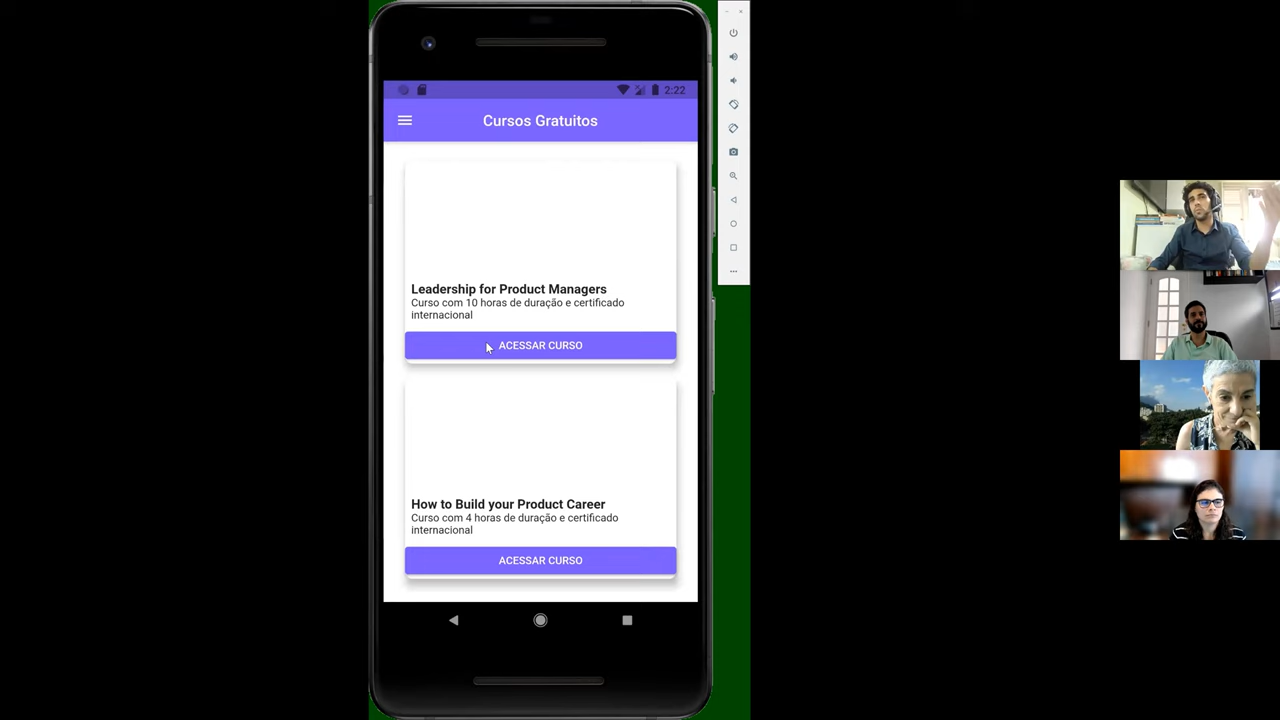 2:22
Cursos Gratuitos
Leadership for Product Managers
Curso com 10 horas de duração e certificado
internacional
ACESSAR CURSO
How to Build your Product Career
Curso com 4 horas de duração e certificado
internacional
ACESSAR CURSO